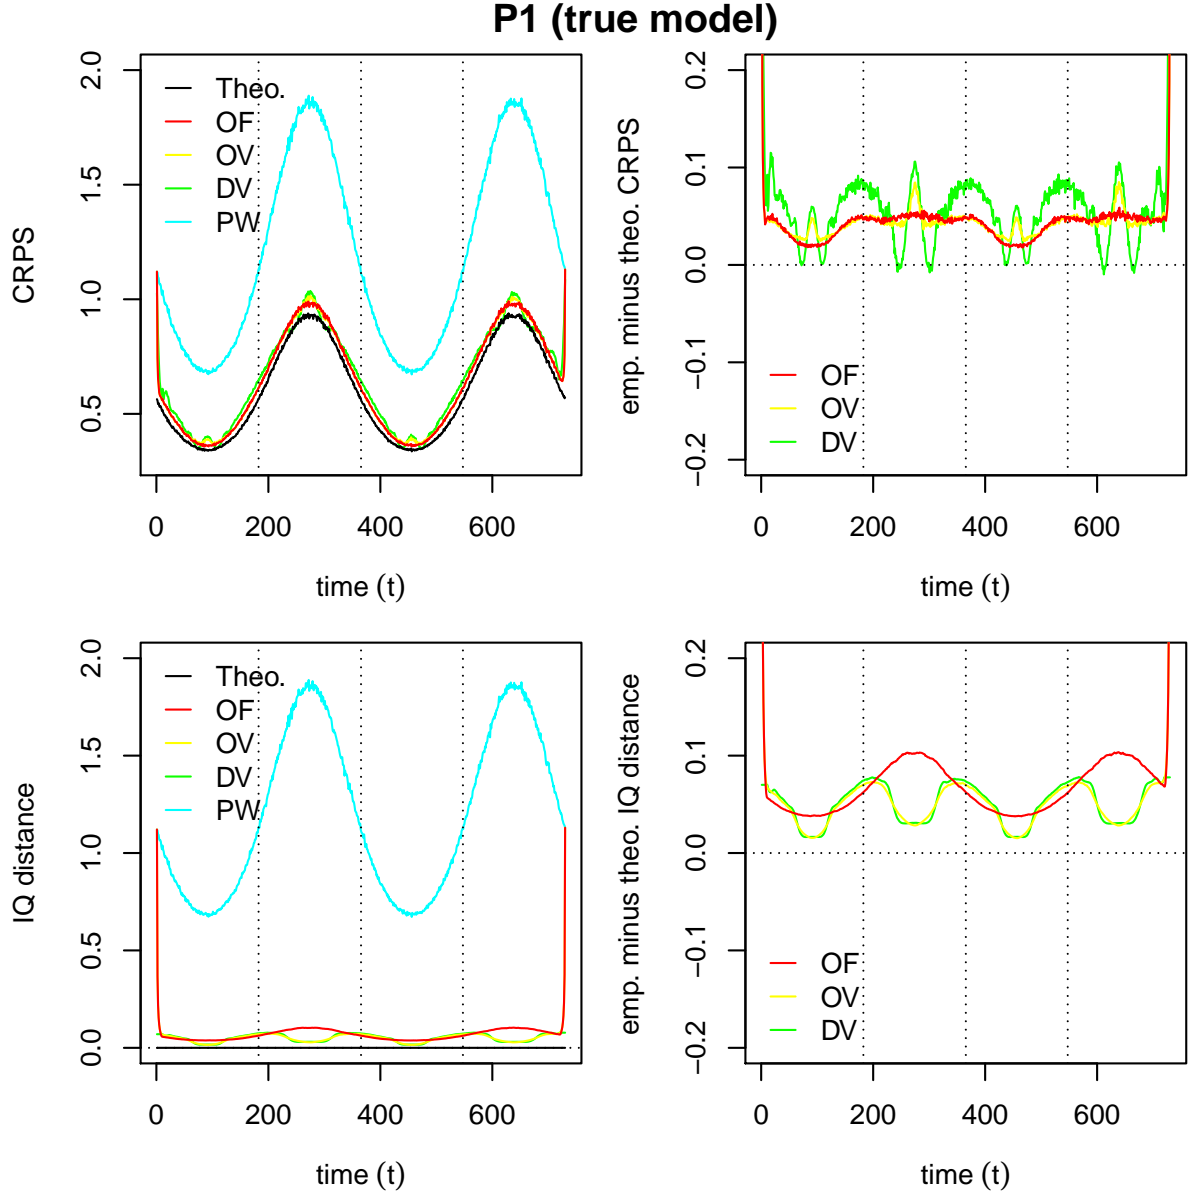 P1 (true model)
CRPS
2.0
1.5
1.0
0.5
Theo.
OF
OV
DV
PW
0 200 400 600
time (t)
emp. minus theo. CRPS
0.2
0.1
0.0
−0.1
−0.2
OF
OV
DV
0 200 400 600
time (t)
IQ distance
2.0
1.5
1.0
0.5
0.0
Theo.
OF
OV
DV
PW
0 200 400 600
time (t)
emp. minus theo. IQ distance
0.2
0.1
0.0
−0.1
−0.2
OF
OV
DV
0 200 400 600
time (t)